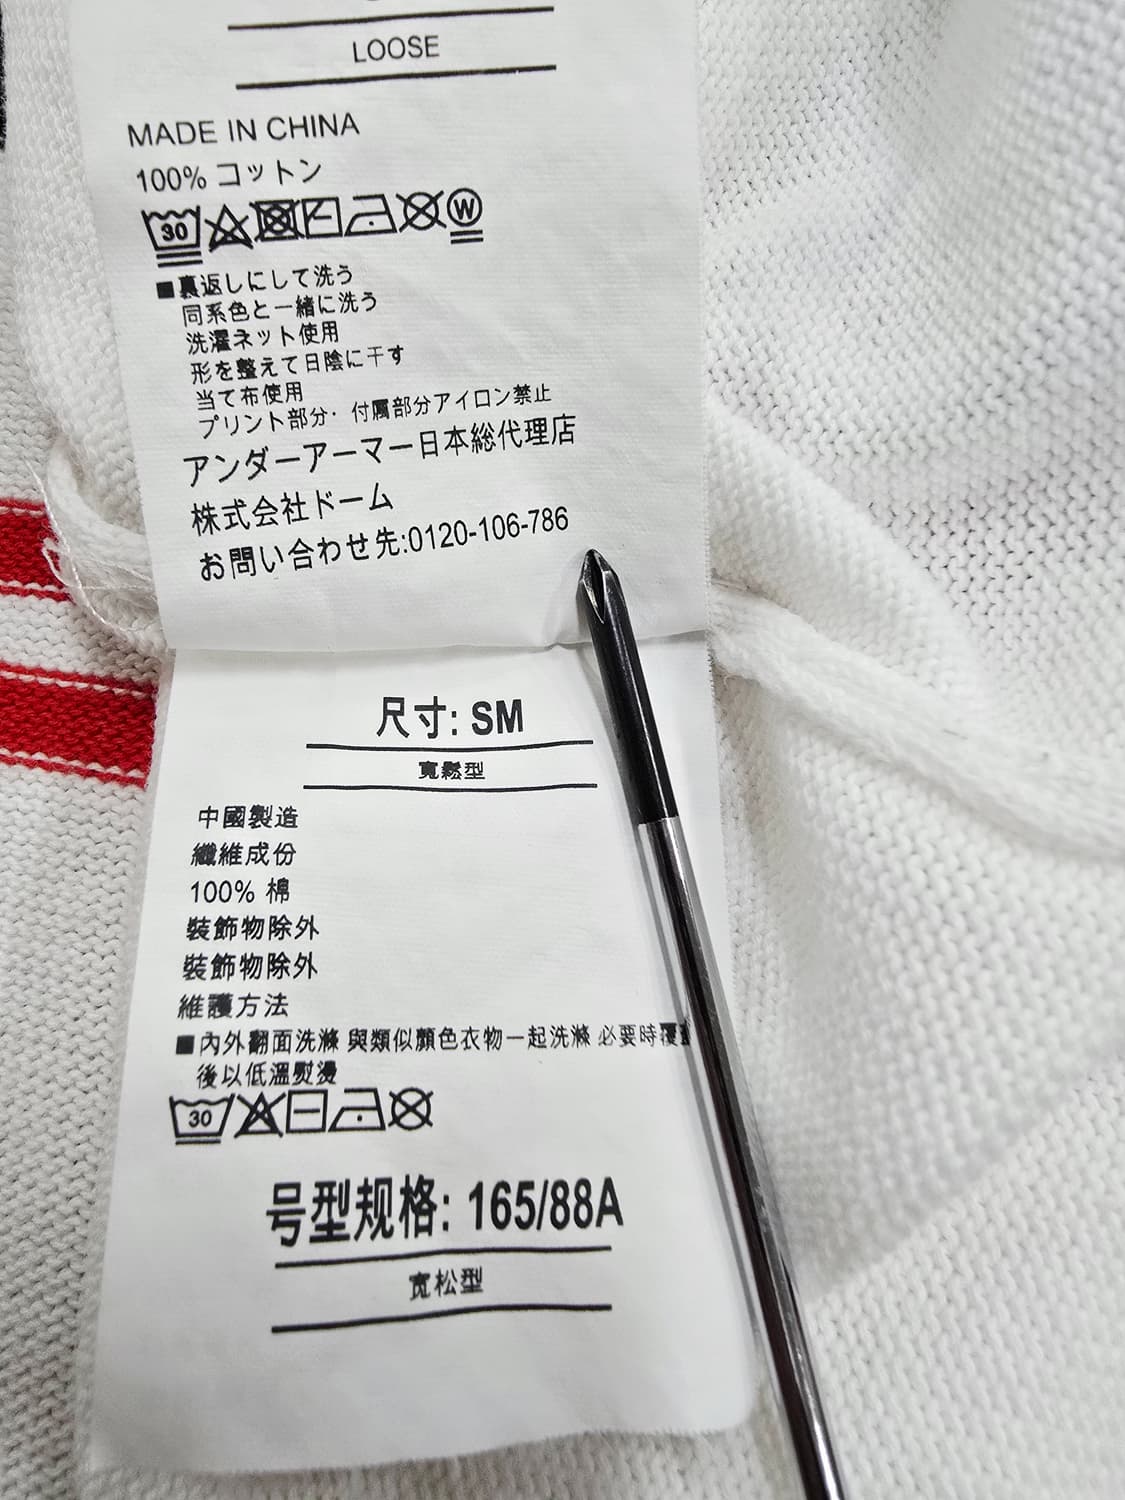 LOOSE
MADE IN CHINA
100% コットン
30 W
■裏返しにして洗う
同系色と一緒に洗う
洗濯ネット使用
形を整えて日陰に干す
当て布使用
プリント部分・付属部分アイロン禁止
アンダーアーマー日本総代理店
株式会社ドーム
お問い合わせ先:0120-106-786
尺寸: SM
寬鬆型
中國製造
纖維成份
100% 棉
裝飾物除外
裝飾物除外
維護方法
■內外翻面洗滌 與類似顏色衣物一起洗滌 必要時覆蓋
後以低溫熨燙
30
号型规格: 165/88A
宽松型